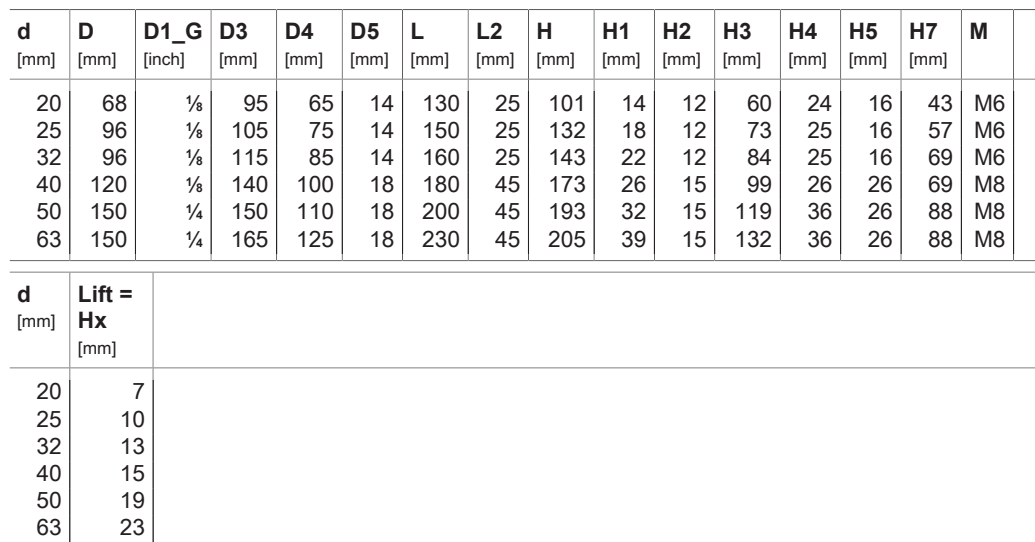 d D D1_G D3 D4 D5 L L2 H H1 H2 H3 H4 H5 H7 M
[mm] [mm] [inch] [mm] [mm] [mm] [mm] [mm] [mm] [mm] [mm] [mm] [mm] [mm] [mm]
20 68 ⅛ 95 65 14 130 25 101 14 12 60 24 16 43 M6
25 96 ⅛ 105 75 14 150 25 132 18 12 73 25 16 57 M6
32 96 ⅛ 115 85 14 160 25 143 22 12 84 25 16 69 M6
40 120 ⅛ 140 100 18 180 45 173 26 15 99 26 26 69 M8
50 150 ¼ 150 110 18 200 45 193 32 15 119 36 26 88 M8
63 150 ¼ 165 125 18 230 45 205 39 15 132 36 26 88 M8
d Lift =
[mm] Hx
[mm]
20 7
25 10
32 13
40 15
50 19
63 23